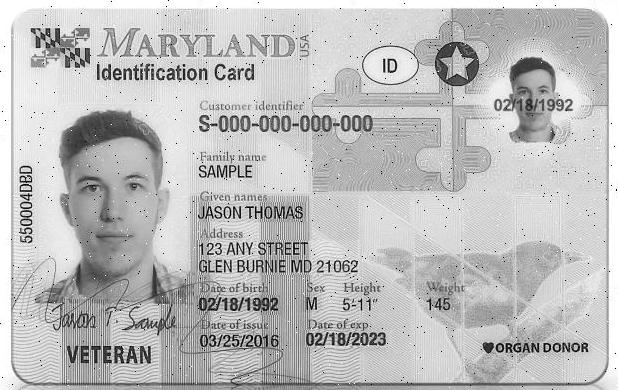 MARYLAND USA
Identification Card
ID
02/18/1992
Customer identifier
S-000-000-000-000
Family name
SAMPLE
Given names
JASON THOMAS
Address
123 ANY STREET
GLEN BURNIE MD 21062
Date of birth Sex Height Weight
02/18/1992 M 5'-11" 145
Date of issue Date of exp
03/25/2016 02/18/2023
550004DBD
Jason T Sample
VETERAN
ORGAN DONOR